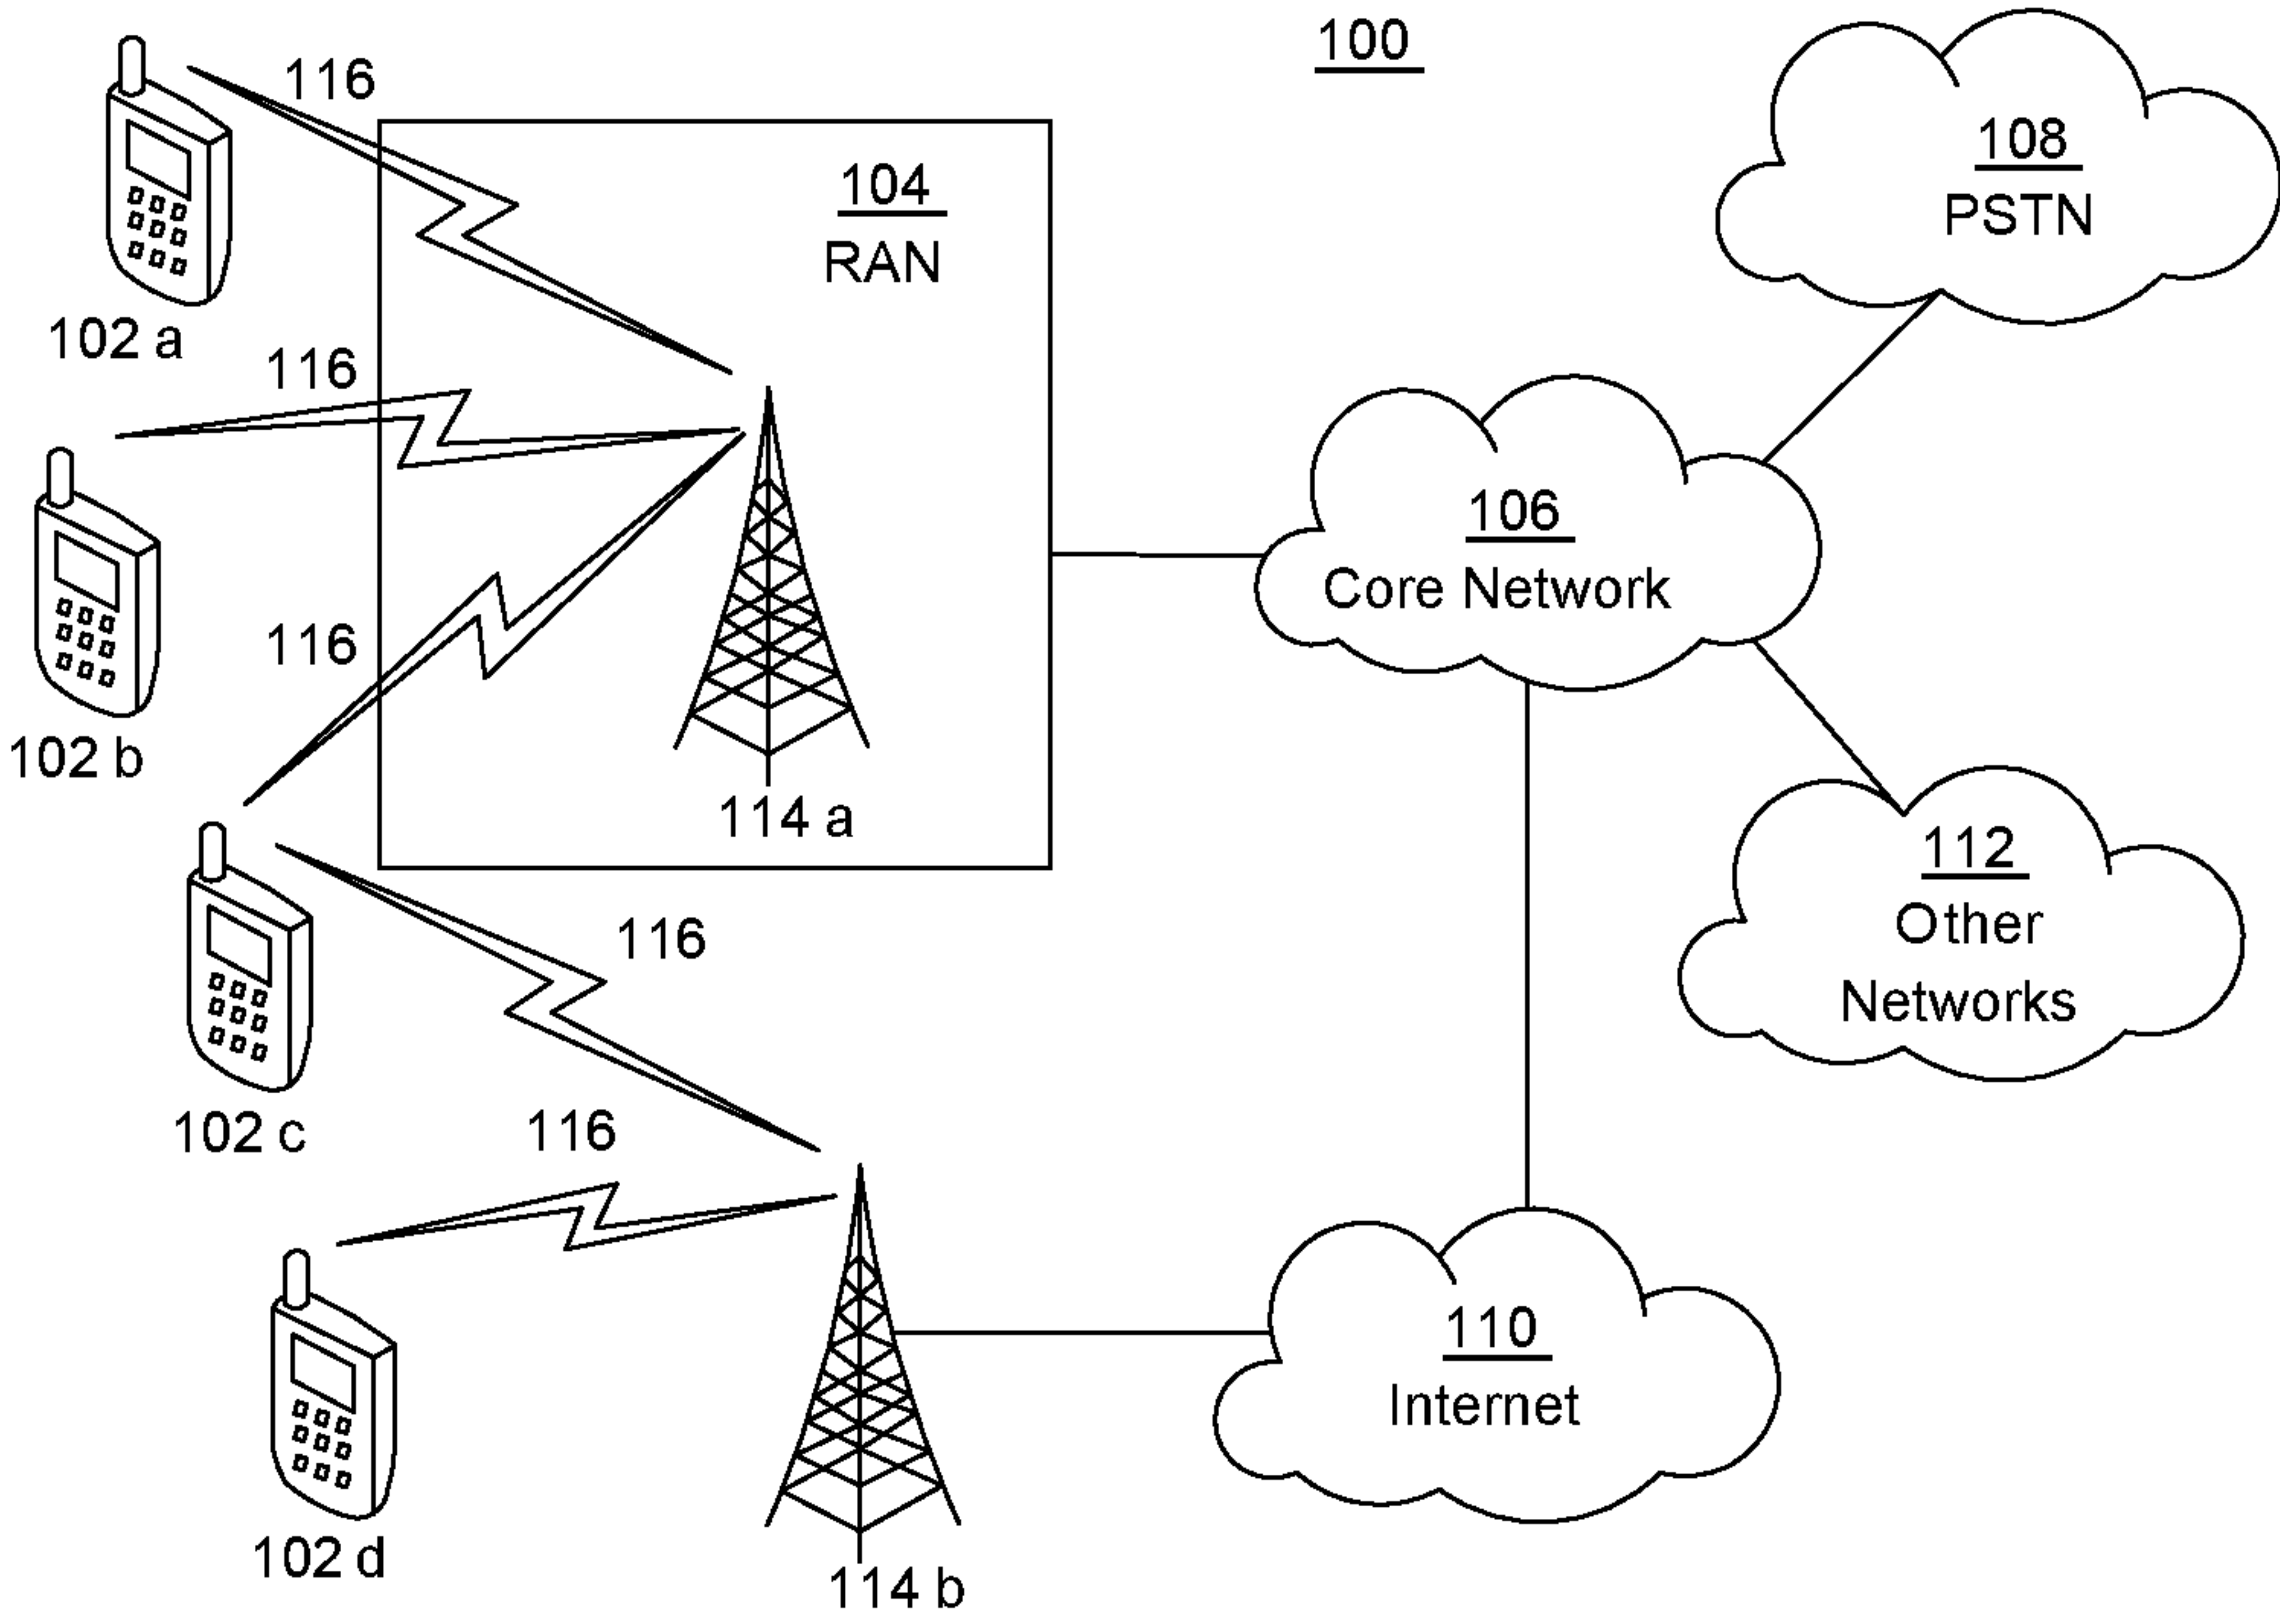 100
116
108
PSTN
104
RAN
102 a
116
106
Core Network
116
102 b
114 a
112
Other
Networks
116
102 c
116
110
Internet
102 d
114 b